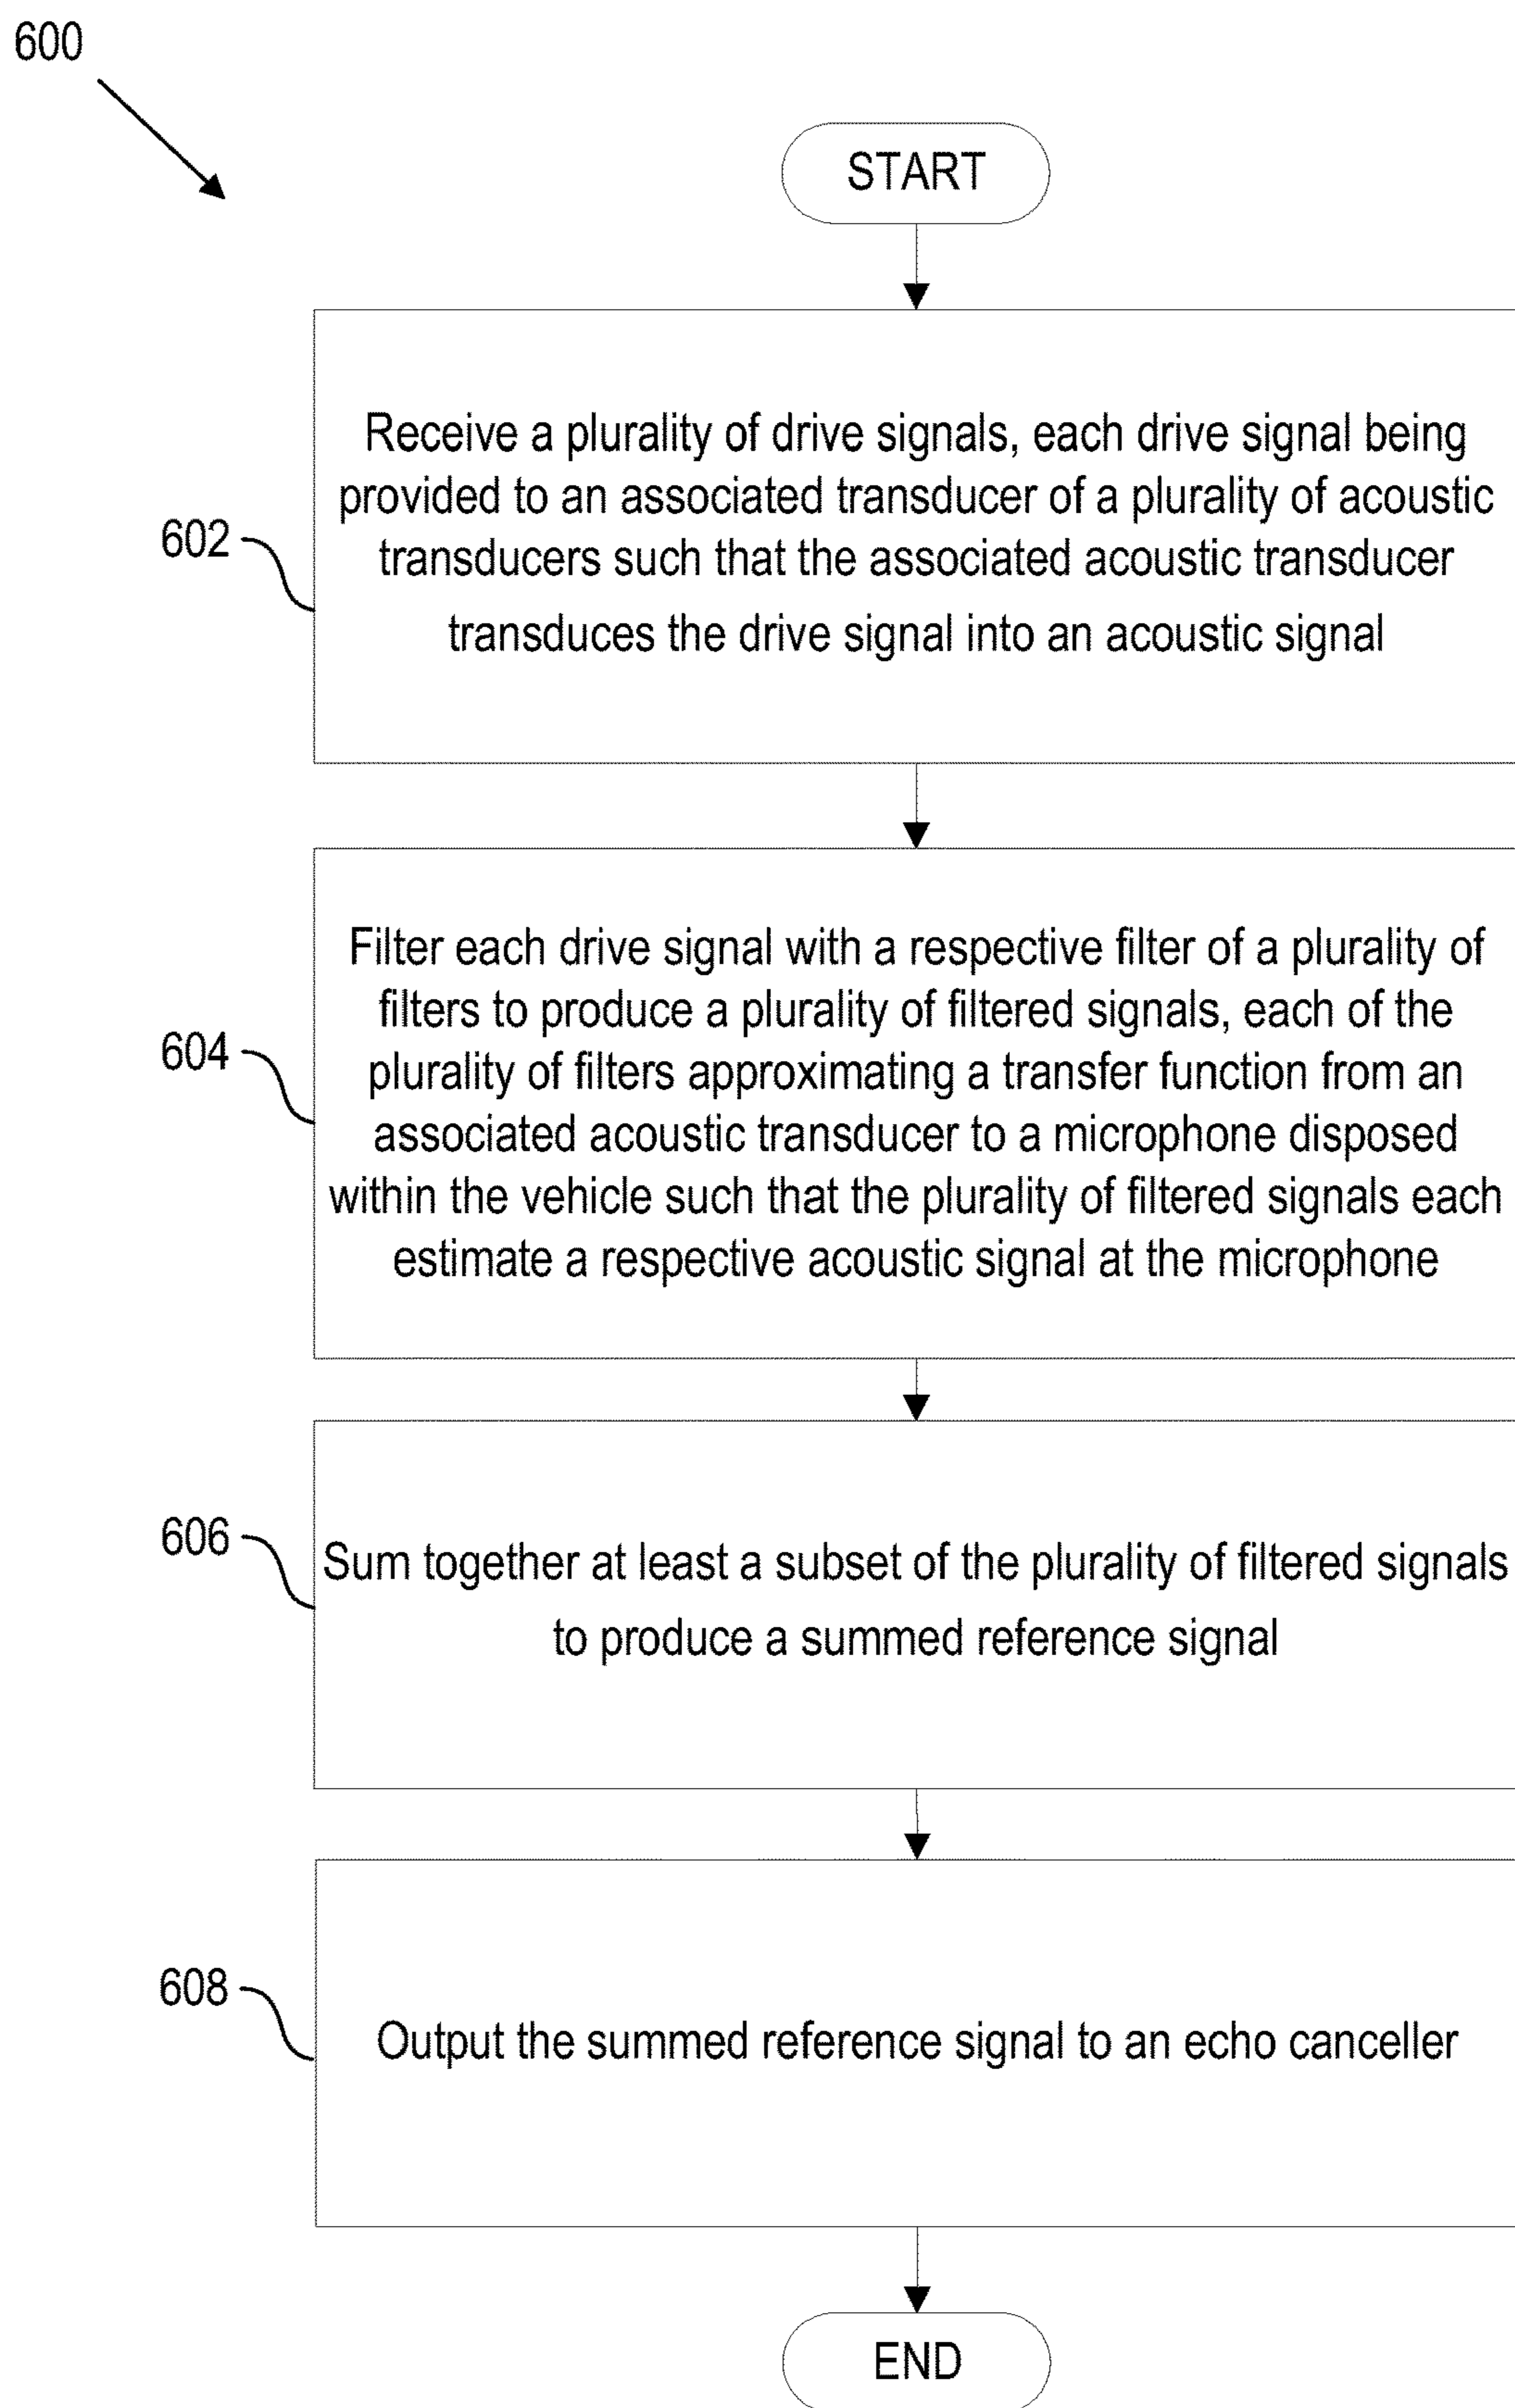 600
START
Receive a plurality of drive signals, each drive signal being
provided to an associated transducer of a plurality of acoustic
transducers such that the associated acoustic transducer
transduces the drive signal into an acoustic signal
602
Filter each drive signal with a respective filter of a plurality of
filters to produce a plurality of filtered signals, each of the
plurality of filters approximating a transfer function from an
associated acoustic transducer to a microphone disposed
within the vehicle such that the plurality of filtered signals each
estimate a respective acoustic signal at the microphone
604
Sum together at least a subset of the plurality of filtered signals
to produce a summed reference signal
606
Output the summed reference signal to an echo canceller
608
END